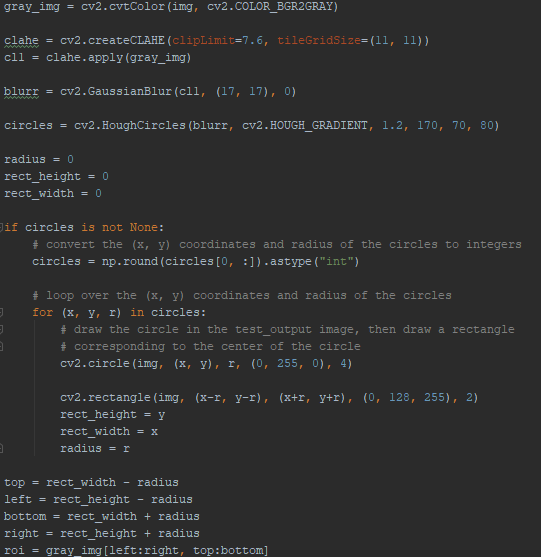 gray_img = cv2.cvtColor(img, cv2.COLOR_BGR2GRAY)
clahe = cv2.createCLAHE(clipLimit=7.6, tileGridSize=(11, 11))
cl1 = clahe.apply(gray_img)
blurr = cv2.GaussianBlur(cl1, (17, 17), 0)
circles = cv2.HoughCircles(blurr, cv2.HOUGH_GRADIENT, 1.2, 170, 70, 80)
radius = 0
rect_height = 0
rect_width = 0
if circles is not None:
# convert the (x, y) coordinates and radius of the circles to integers
circles = np.round(circles[0, :]).astype("int")
# loop over the (x, y) coordinates and radius of the circles
for (x, y, r) in circles:
# draw the circle in the test_output image, then draw a rectangle
# corresponding to the center of the circle
cv2.circle(img, (x, y), r, (0, 255, 0), 4)
cv2.rectangle(img, (x-r, y-r), (x+r, y+r), (0, 128, 255), 2)
rect_height = y
rect_width = x
radius = r
top = rect_width - radius
left = rect_height - radius
bottom = rect_width + radius
right = rect_height + radius
roi = gray_img[left:right, top:bottom]